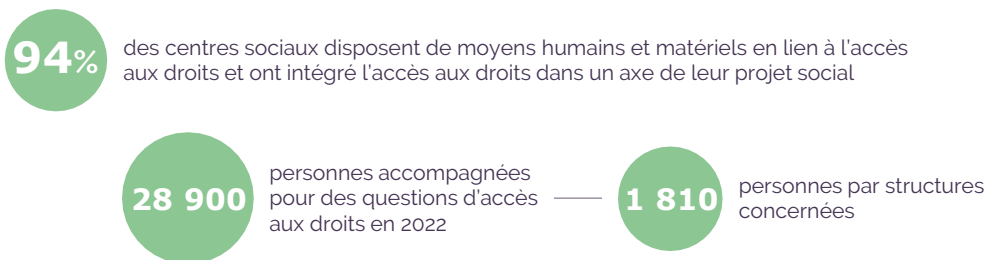 94%
des centres sociaux disposent de moyens humains et matériels en lien à l'accès
aux droits et ont intégré l'accès aux droits dans un axe de leur projet social
28 900
personnes accompagnées
pour des questions d'accès
aux droits en 2022
1 810
personnes par structures
concernées